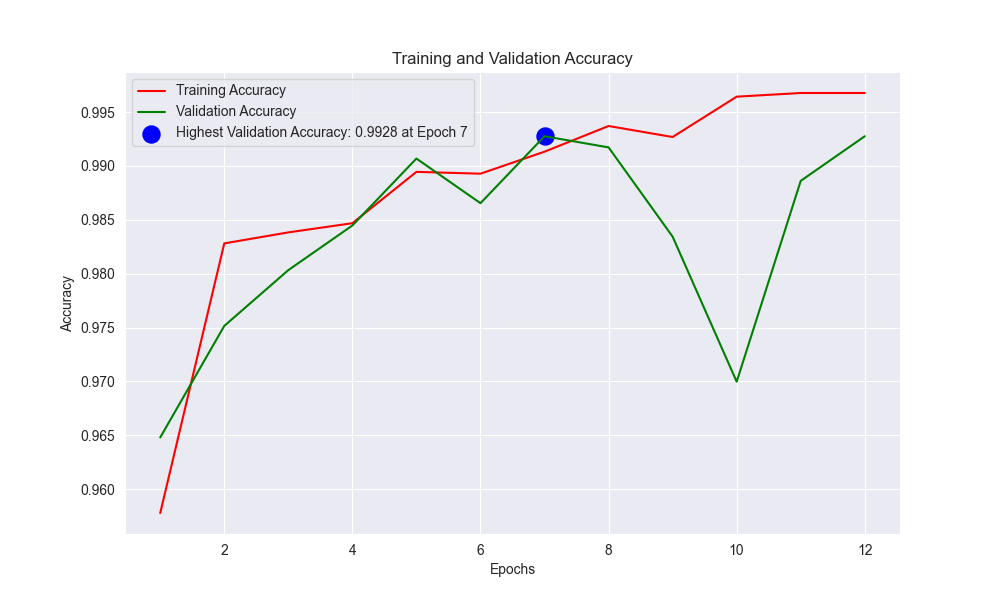 Training and Validation Accuracy
Training Accuracy
Validation Accuracy
Highest Validation Accuracy: 0.9928 at Epoch 7
0.995
0.990
0.985
0.980
0.975
0.970
0.965
0.960
Accuracy
2 4 6 8 10 12
Epochs